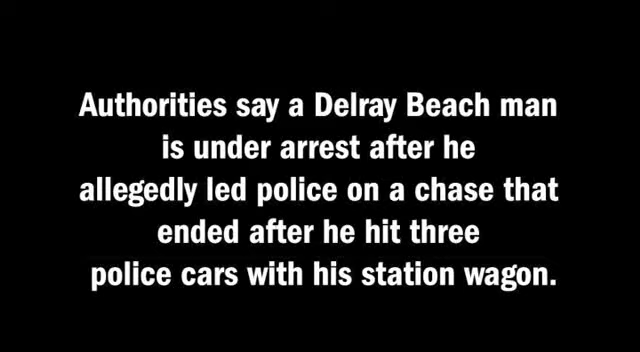 Authorities say a Delray Beach man
is under arrest after he
allegedly led police on a chase that
ended after he hit three
police cars with his station wagon.